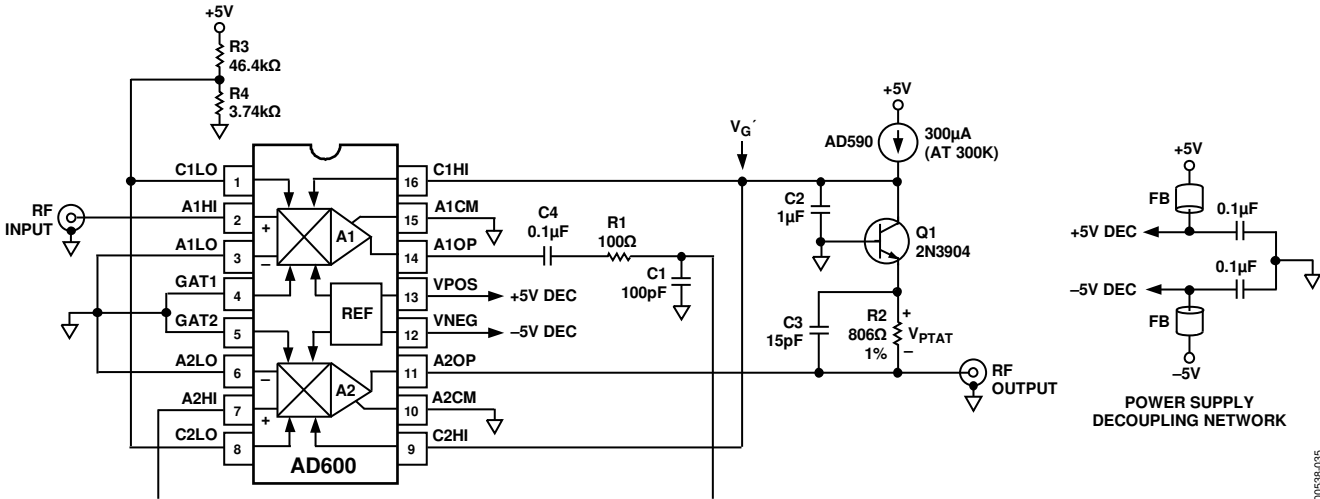 +5V
R3
46.4kΩ
R4
3.74kΩ
C1LO
1
A1HI
2
RF
INPUT
A1LO
3
GAT1
4
GAT2
5
A2LO
6
A2HI
7
C2LO
8
+
–
A1
REF
–
+
A2
AD600
16
C1HI
15
A1CM
14
A1OP
13
VPOS
+5V DEC
12
VNEG
–5V DEC
11
A2OP
10
A2CM
9
C2HI
C4
0.1µF
R1
100Ω
C1
100pF
VG´
+5V
AD590
300µA
(AT 300K)
C2
1µF
Q1
2N3904
C3
15pF
R2
806Ω
1%
+
VPTAT
–
RF
OUTPUT
+5V
FB
0.1µF
+5V DEC
0.1µF
–5V DEC
FB
–5V
POWER SUPPLY
DECOUPLING NETWORK
00538-035